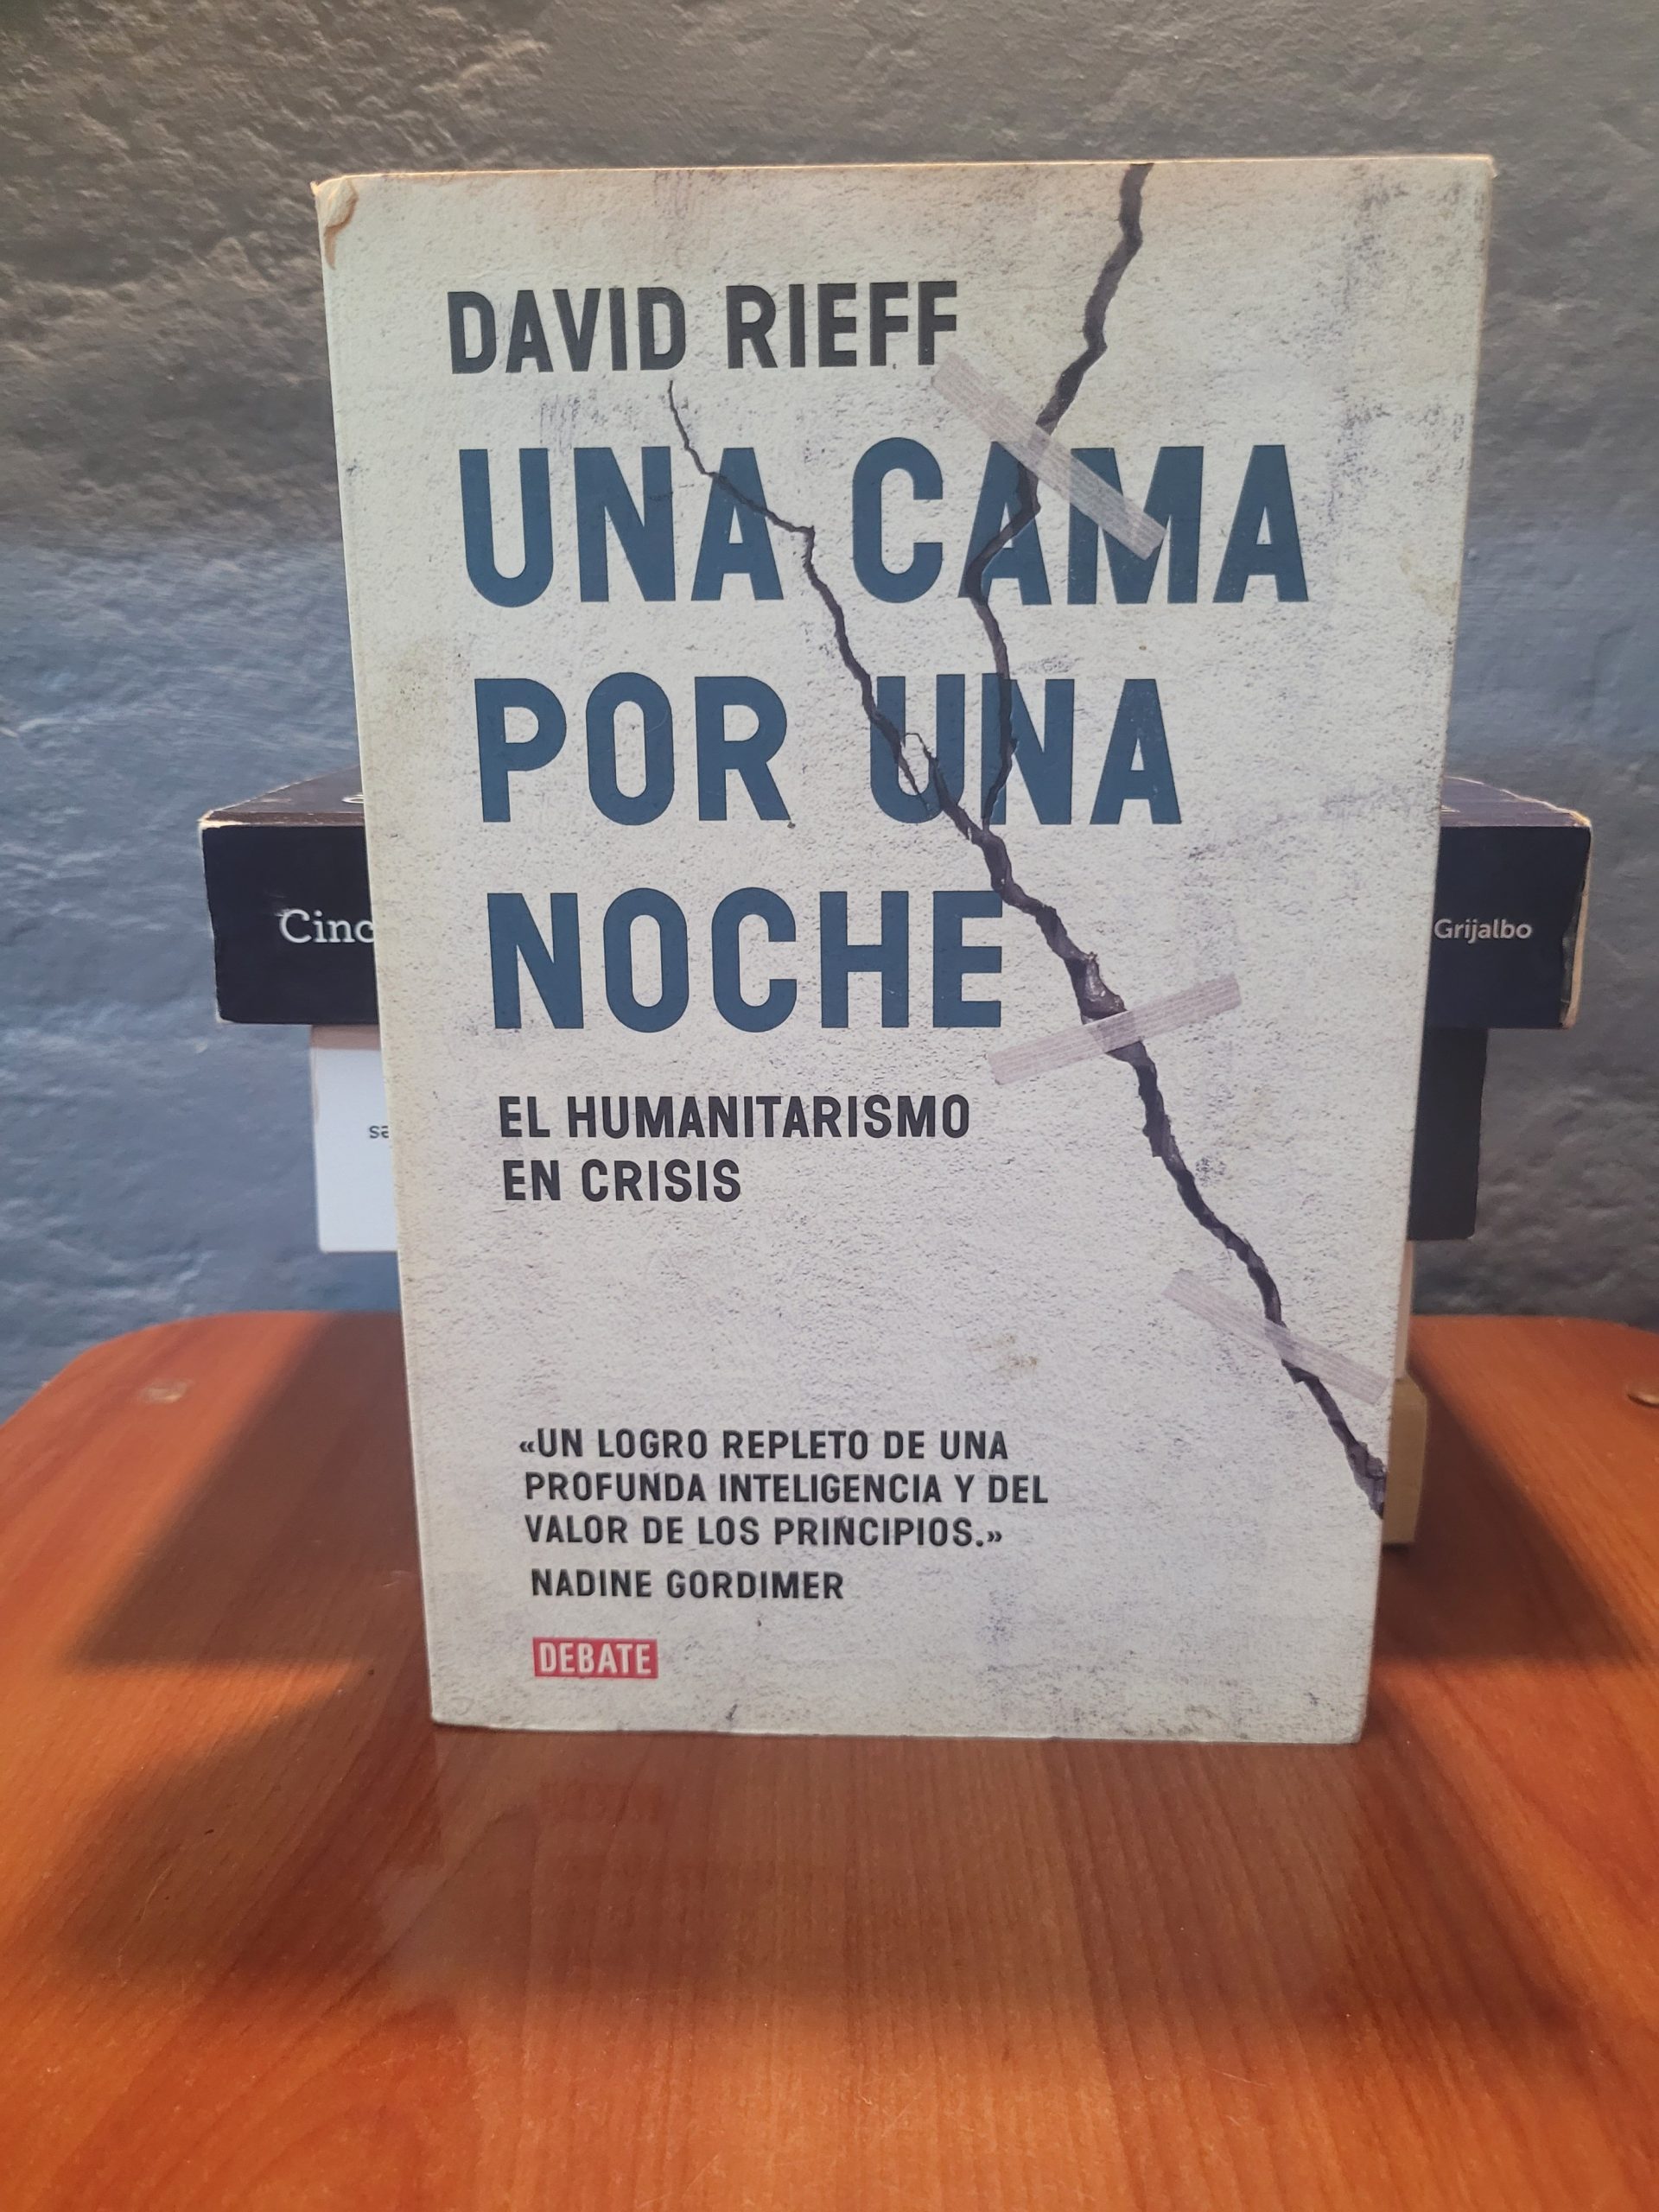 DAVID RIEFF
UNA CAMA
POR UNA
NOCHE
EL HUMANITARISMO
EN CRISIS
«UN LOGRO REPLETO DE UNA
PROFUNDA INTELIGENCIA Y DEL
VALOR DE LOS PRINCIPIOS.»
NADINE GORDIMER
DEBATE
Cinc
Grijalbo